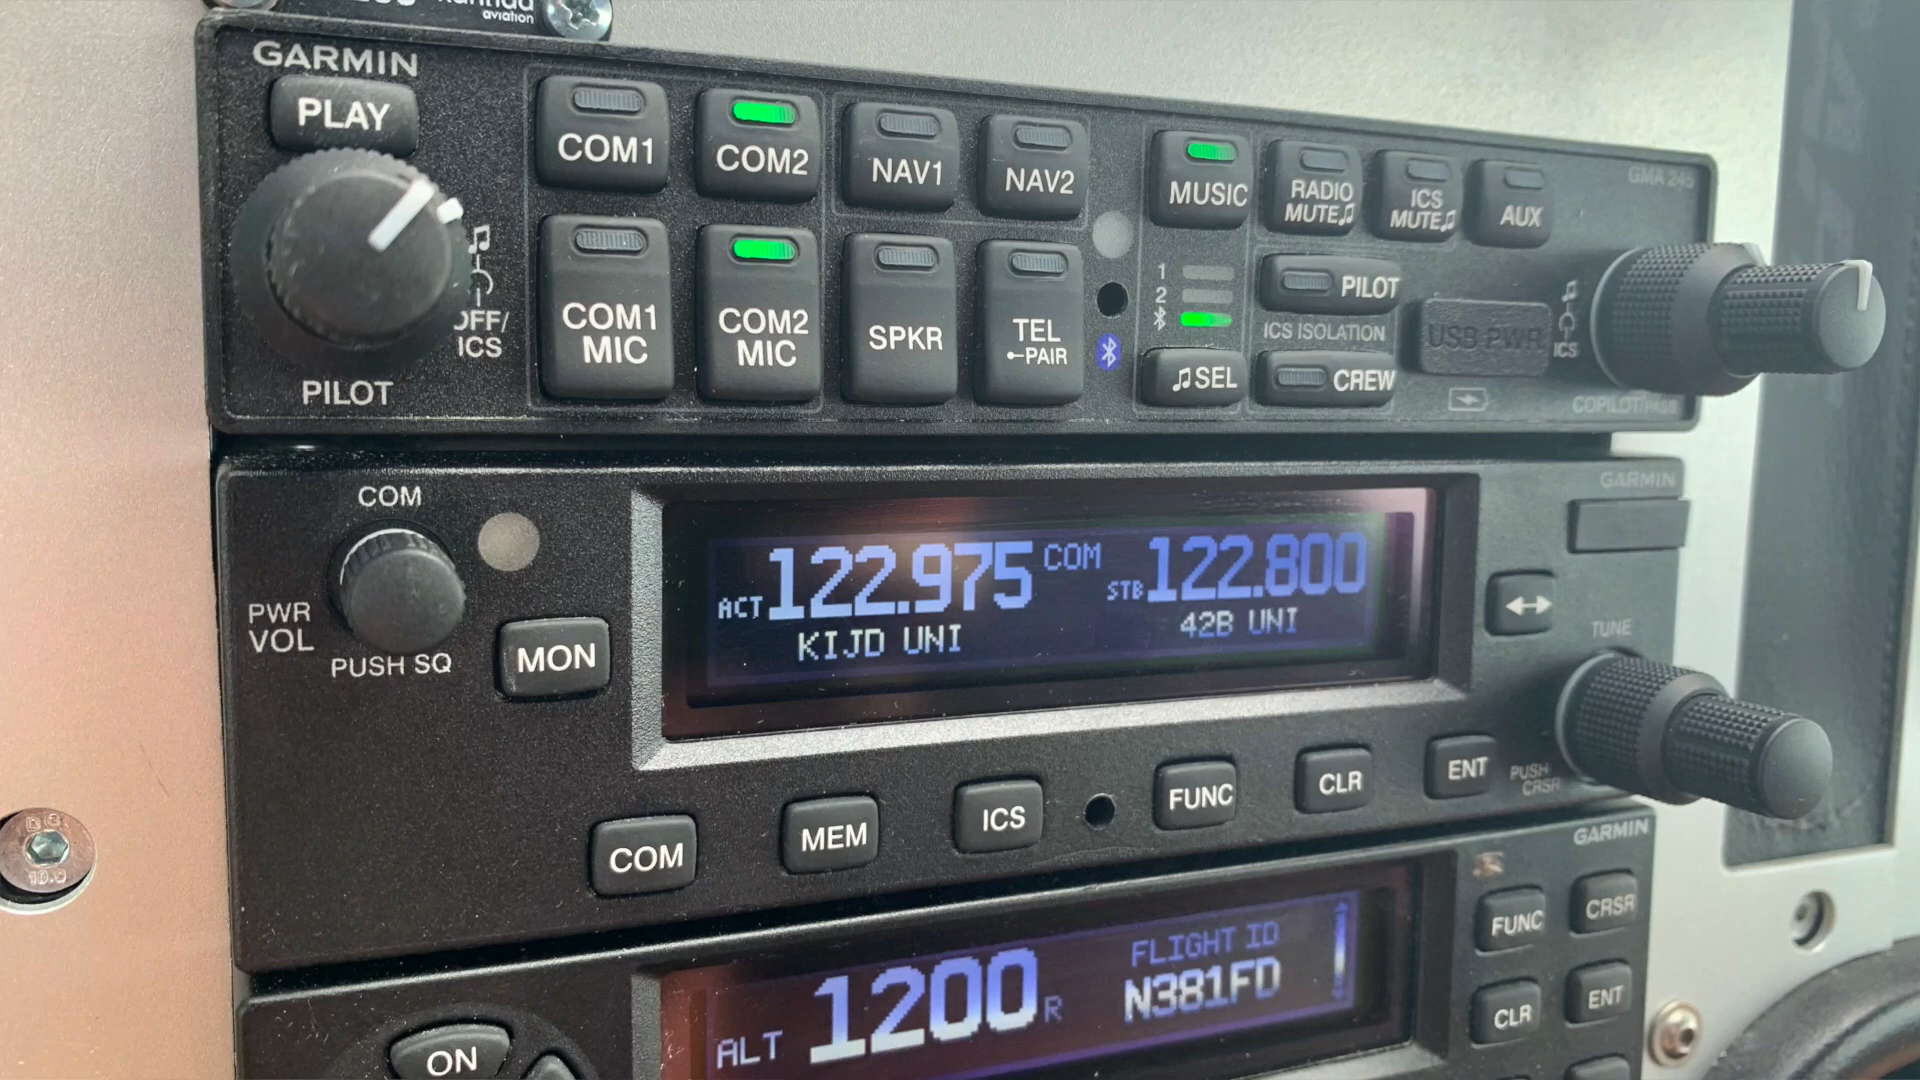 aviation
GARMIN
PLAY
COM1
COM2
NAV1
NAV2
MUSIC
RADIO
MUTE
ICS
MUTE
AUX
GMA 245
COM1
MIC
COM2
MIC
SPKR
TEL
PAIR
1
2
SEL
PILOT
ICS ISOLATION
CREW
USB PWR
ICS
OFF/
ICS
PILOT
COPILOT/PASS
COM
PWR
VOL
PUSH SQ
MON
ACT 122.975 COM STB 122.800
KIJD UNI 42B UNI
GARMIN
TUNE
PUSH
CRSR
COM
MEM
ICS
FUNC
CLR
ENT
GARMIN
ON
ALT 1200 R
FLIGHT ID
N381FD
FUNC
CRSR
CLR
ENT
10.9